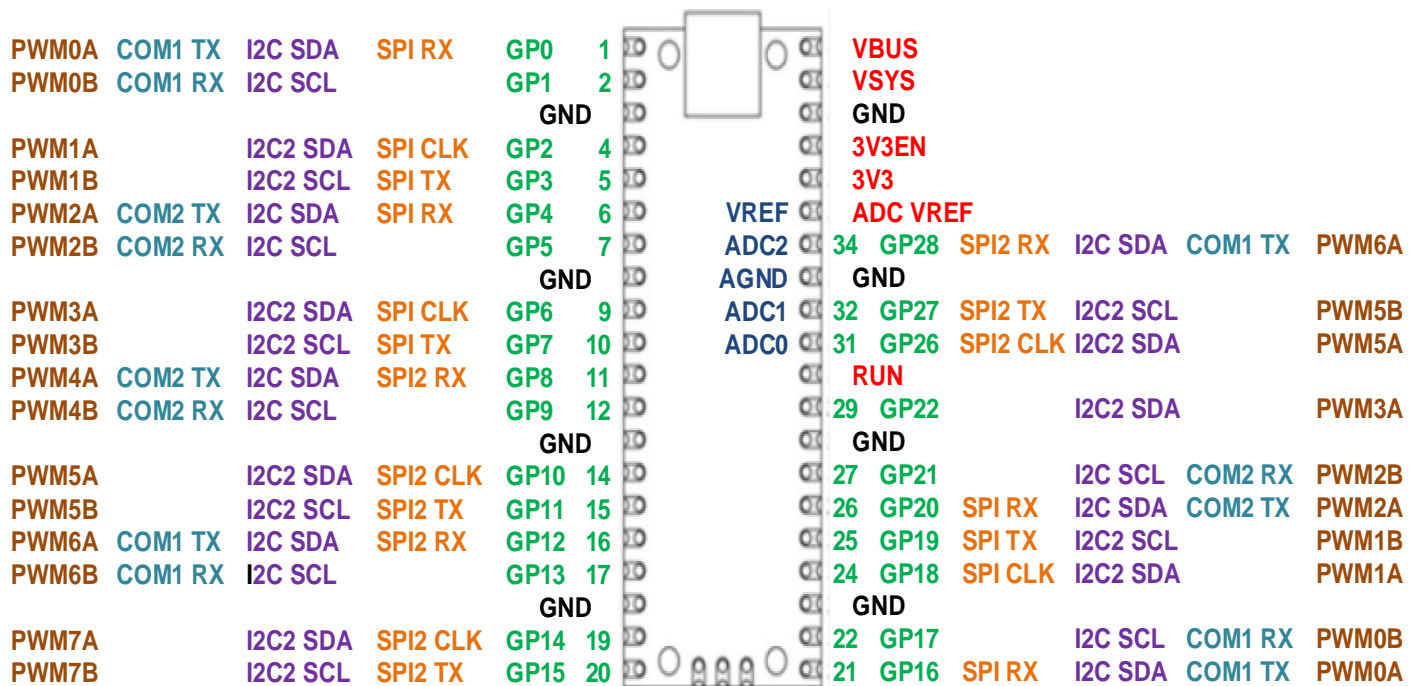 PWM0A COM1 TX I2C SDA SPI RX GP0 1 VBUS
PWM0B COM1 RX I2C SCL GP1 2 VSYS
GND GND
PWM1A I2C2 SDA SPI CLK GP2 4 3V3EN
PWM1B I2C2 SCL SPI TX GP3 5 3V3
PWM2A COM2 TX I2C SDA SPI RX GP4 6 VREF ADC VREF
PWM2B COM2 RX I2C SCL GP5 7 ADC2 34 GP28 SPI2 RX I2C SDA COM1 TX PWM6A
GND AGND GND
PWM3A I2C2 SDA SPI CLK GP6 9 ADC1 32 GP27 SPI2 TX I2C2 SCL PWM5B
PWM3B I2C2 SCL SPI TX GP7 10 ADC0 31 GP26 SPI2 CLK I2C2 SDA PWM5A
PWM4A COM2 TX I2C SDA SPI2 RX GP8 11 RUN
PWM4B COM2 RX I2C SCL GP9 12 29 GP22 I2C2 SDA PWM3A
GND GND
PWM5A I2C2 SDA SPI2 CLK GP10 14 27 GP21 I2C SCL COM2 RX PWM2B
PWM5B I2C2 SCL SPI2 TX GP11 15 26 GP20 SPI RX I2C SDA COM2 TX PWM2A
PWM6A COM1 TX I2C SDA SPI2 RX GP12 16 25 GP19 SPI TX I2C2 SCL PWM1B
PWM6B COM1 RX I2C SCL GP13 17 24 GP18 SPI CLK I2C2 SDA PWM1A
GND GND
PWM7A I2C2 SDA SPI2 CLK GP14 19 22 GP17 I2C SCL COM1 RX PWM0B
PWM7B I2C2 SCL SPI2 TX GP15 20 21 GP16 SPI RX I2C SDA COM1 TX PWM0A